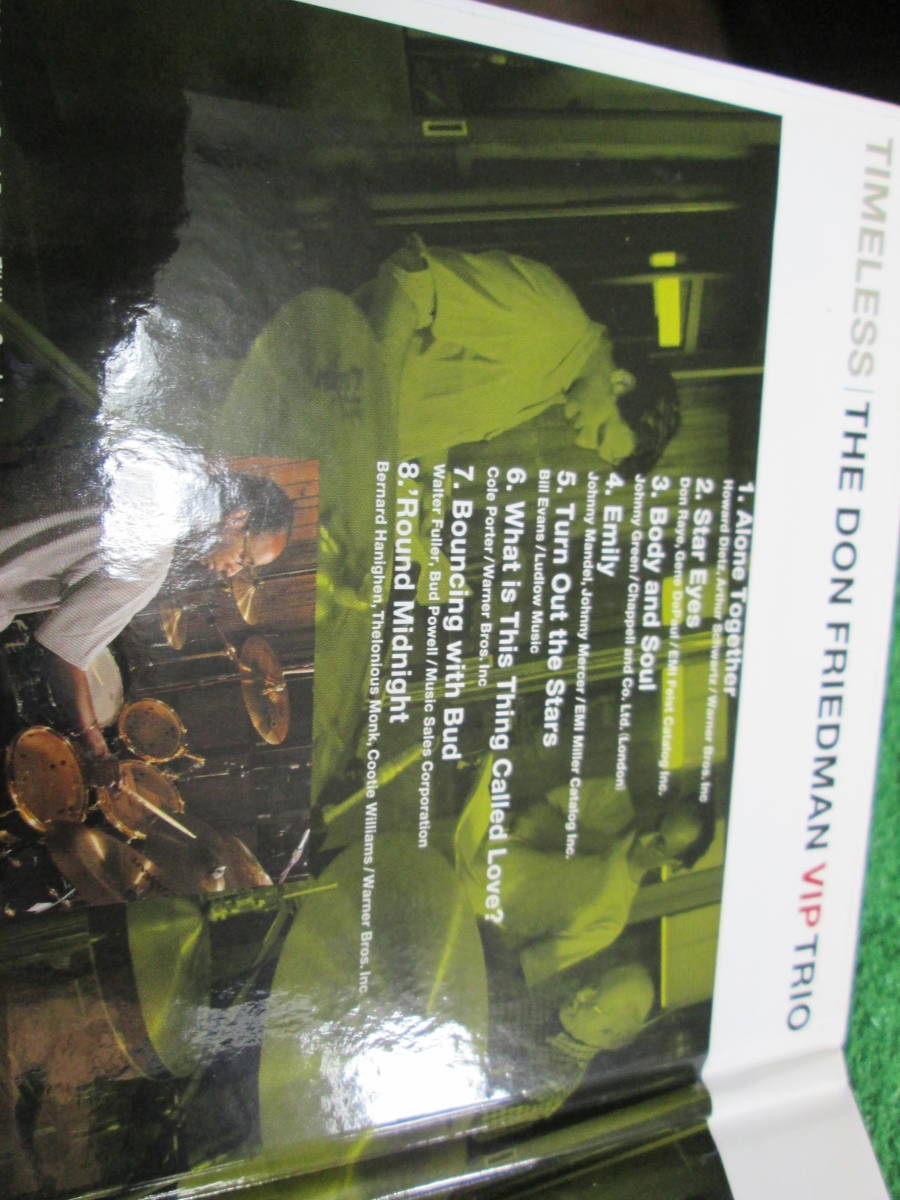 TIMELESS | THE DON FRIEDMAN VIP TRIO
1. Alone Together
Howard Dietz, Arthur Schwartz / Warner Bros. Inc
2. Star Eyes
Don Raye, Gene DePaul / EMI Feist Catalog Inc.
3. Body and Soul
Johnny Green / Chappell and Co. Ltd. (London)
4. Emily
Johnny Mandel, Johnny Mercer / EMI Miller Catalog Inc.
5. Turn Out the Stars
Bill Evans / Ludlow Music
6. What is This Thing Called Love?
Cole Porter / Warner Bros. Inc
7. Bouncing with Bud
Walter Fuller, Bud Powell / Music Sales Corporation
8. 'Round Midnight
Bernard Hanighen, Thelonious Monk, Cootie Williams / Warner Bros. Inc